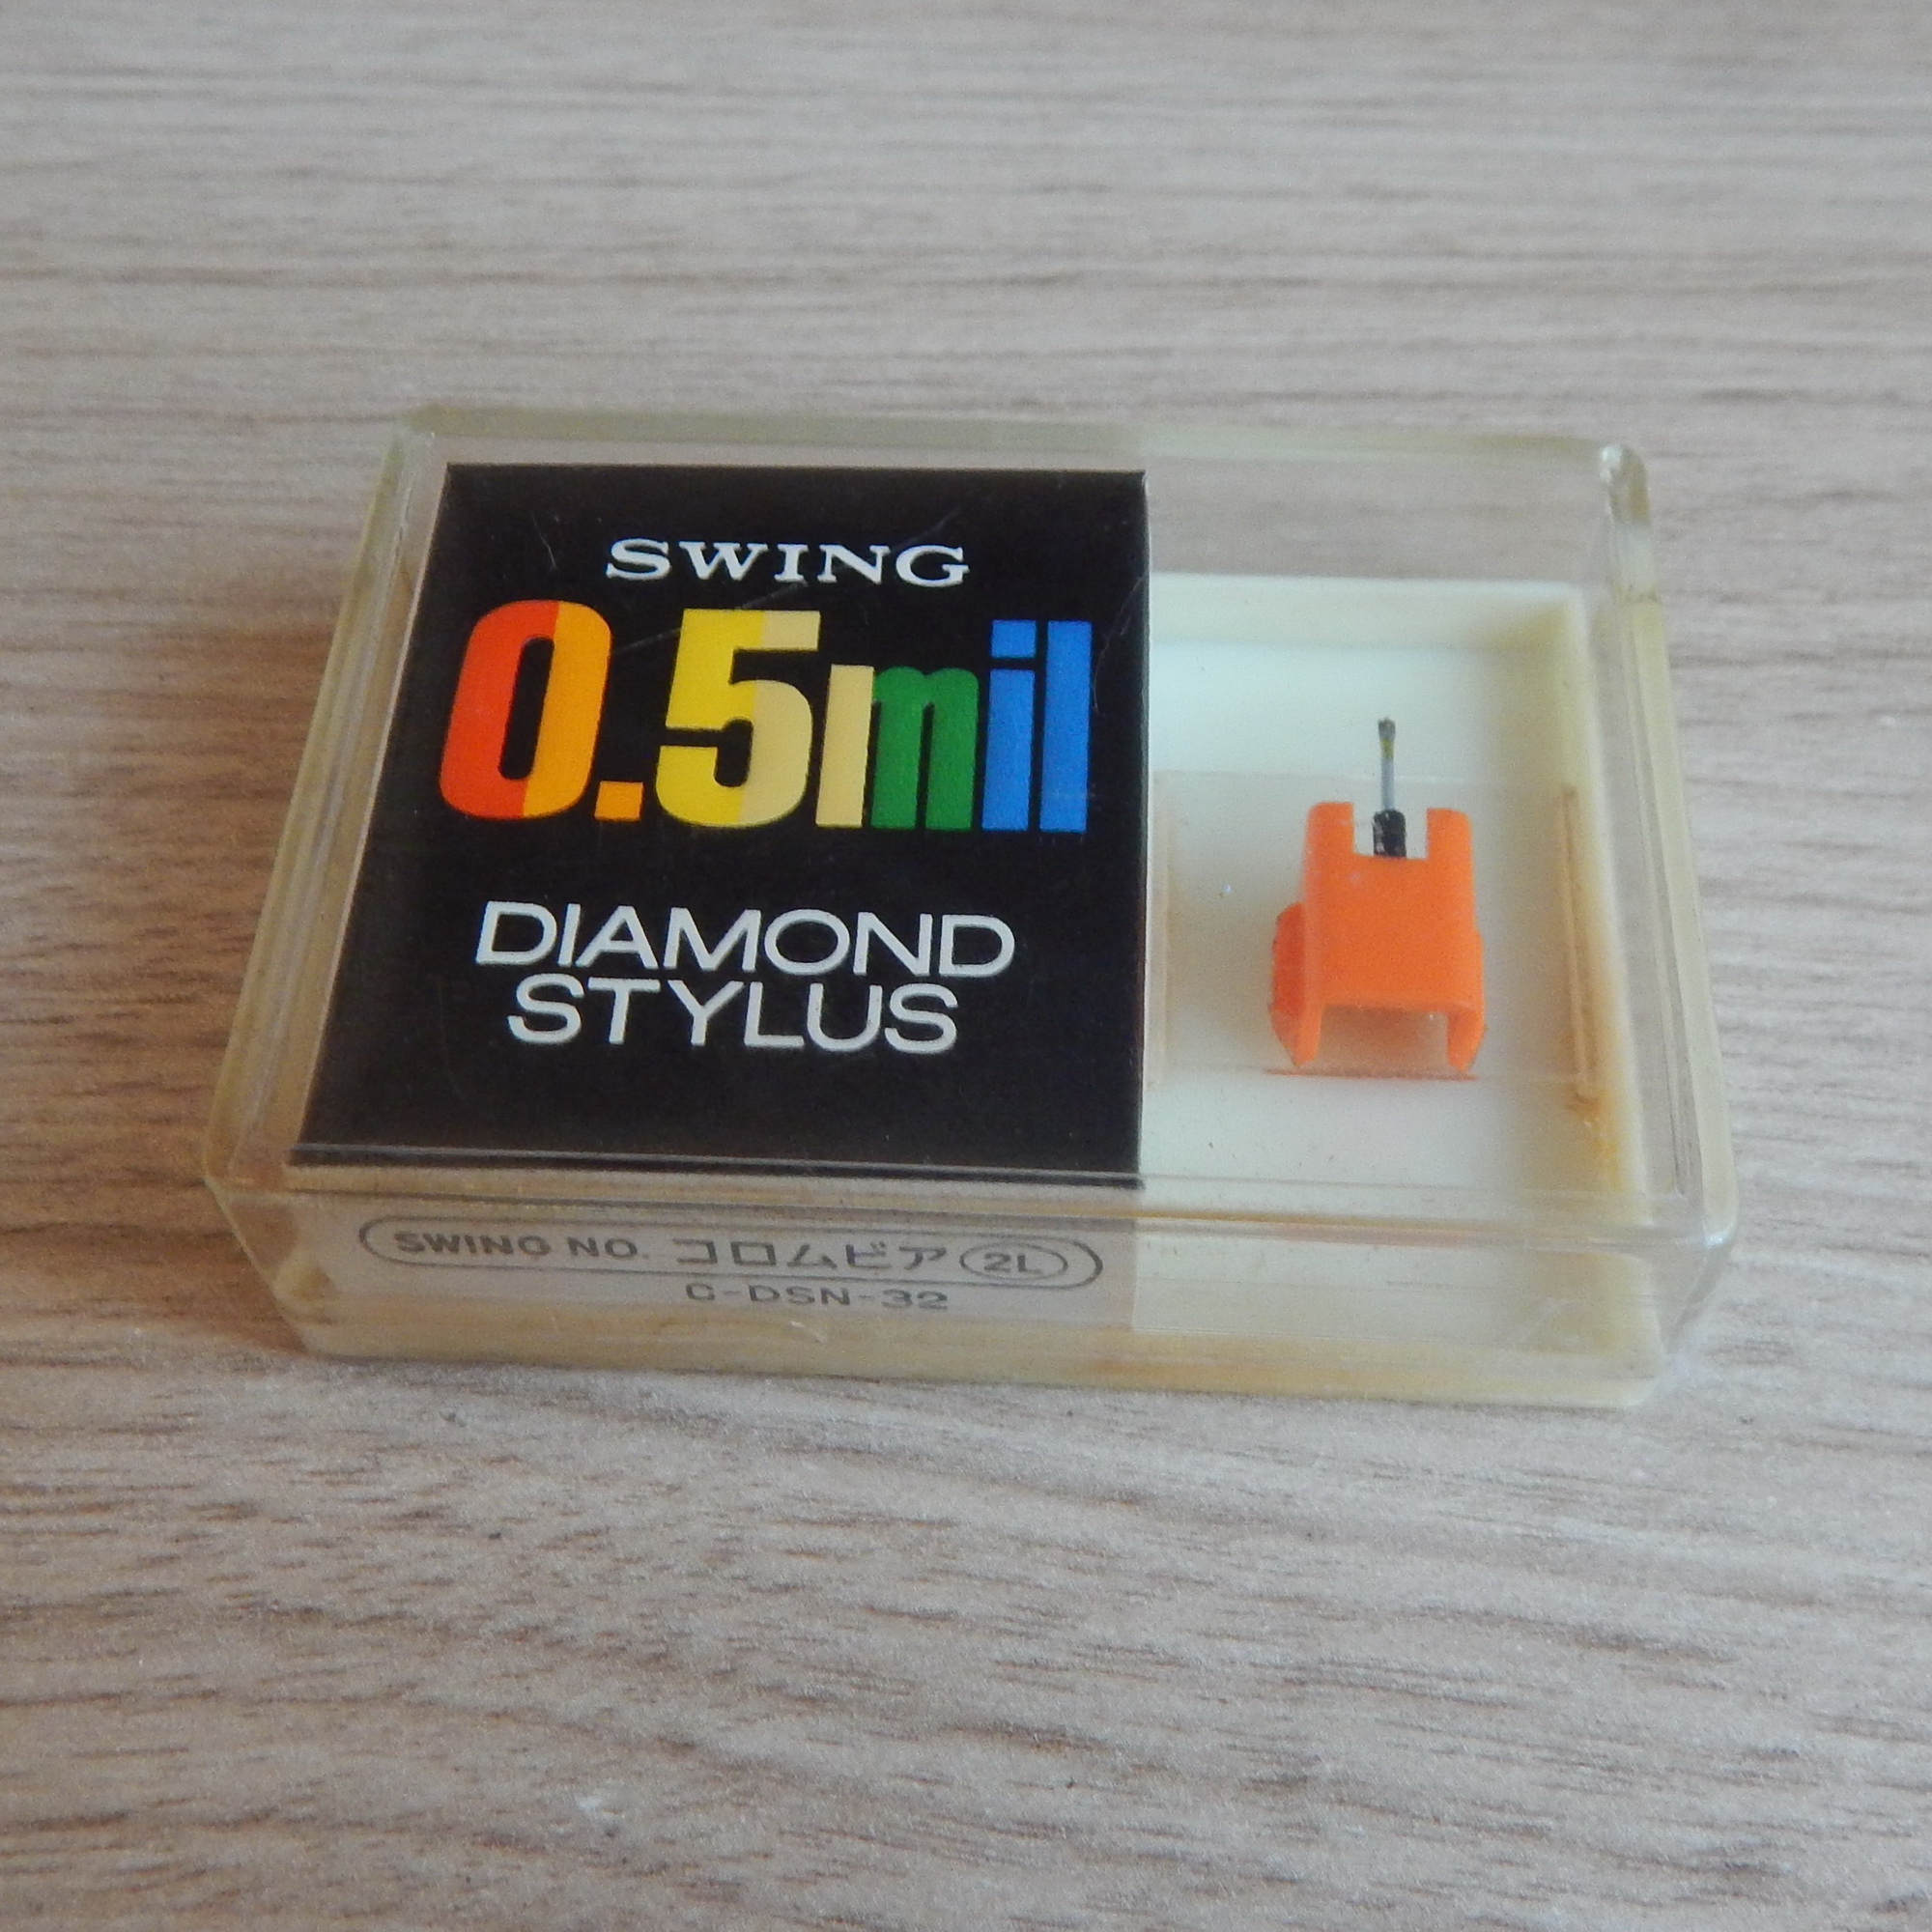 SWING
0.5mil
DIAMOND
STYLUS
SWING NO. コロムビア 2L
C-DSN-32